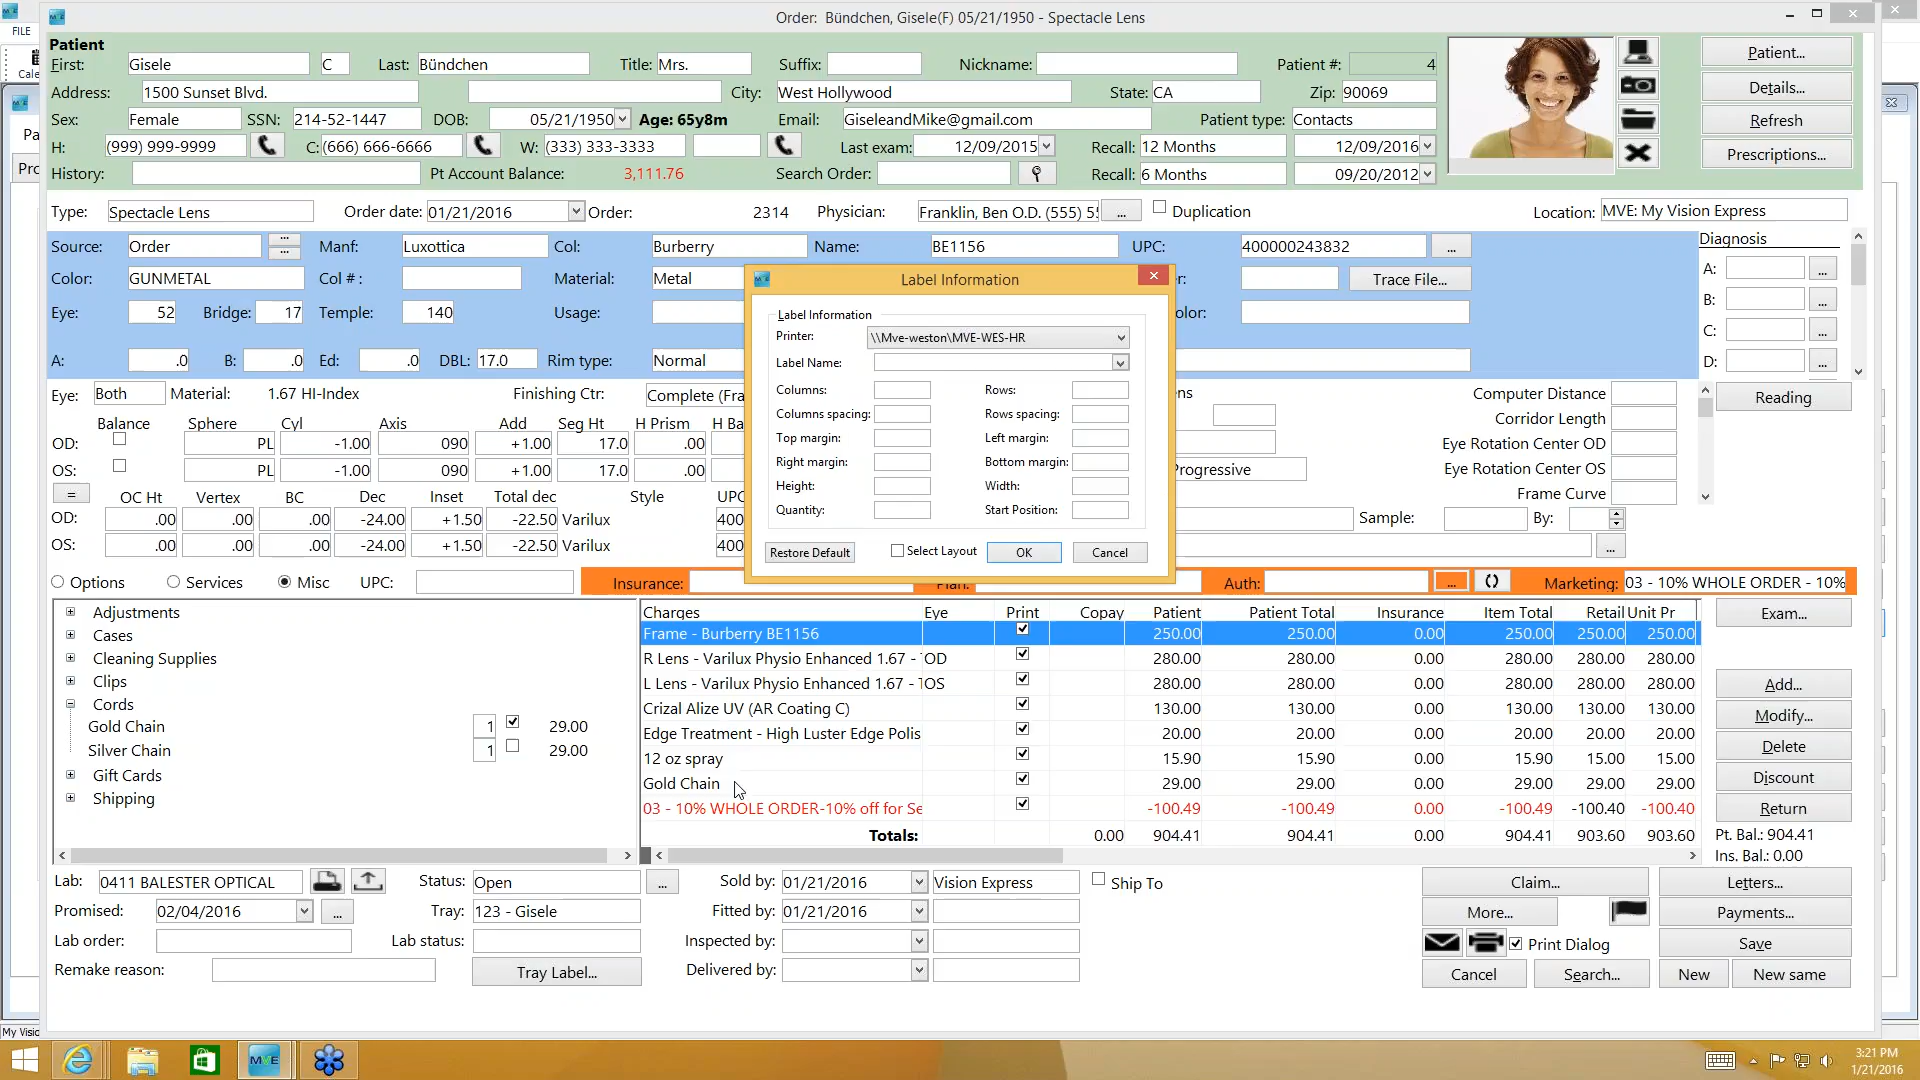 Order: Bündchen, Gisele(F) 05/21/1950 - Spectacle Lens
FILE
Patient
First: Gisele C Last: Bündchen Title: Mrs. Suffix: Nickname: Patient #: 4 Patient...
Address: 1500 Sunset Blvd. City: West Hollywood State: CA Zip: 90069 Details...
Sex: Female SSN: 214-52-1447 DOB: 05/21/1950 Age: 65y8m Email: GiseleandMike@gmail.com Patient type: Contacts Refresh
H: (999) 999-9999 C: (666) 666-6666 W: (333) 333-3333 Last exam: 12/09/2015 Recall: 12 Months 12/09/2016 Prescriptions...
History: Pt Account Balance: 3,111.76 Search Order: Recall: 6 Months 09/20/2012
Type: Spectacle Lens Order date: 01/21/2016 Order: 2314 Physician: Franklin, Ben O.D. (555) 5 ... Duplication Location: MVE: My Vision Express
Source: Order ... ... Manf: Luxottica Col: Burberry Name: BE1156 UPC: 400000243832 ... Diagnosis
Color: GUNMETAL Col # : Material: Metal Trace File... A: ...
Eye: 52 Bridge: 17 Temple: 140 Usage: B: ...
C: ...
A: .0 B: .0 Ed: .0 DBL: 17.0 Rim type: Normal D: ...
Label Information
Label Information
Printer: \\Mve-weston\MVE-WES-HR
Label Name:
Columns: Rows:
Columns spacing: Rows spacing:
Top margin: Left margin:
Right margin: Bottom margin:
Height: Width:
Quantity: Start Position:
Restore Default Select Layout OK Cancel
Eye: Both Material: 1.67 HI-Index Finishing Ctr: Complete (Fra Computer Distance Reading
Balance Sphere Cyl Axis Add Seg Ht H Prism H Ba Corridor Length
OD: PL -1.00 090 +1.00 17.0 .00 Eye Rotation Center OD
OS: PL -1.00 090 +1.00 17.0 .00 Progressive Eye Rotation Center OS
= OC Ht Vertex BC Dec Inset Total dec Style UPC Frame Curve
OD: .00 .00 .00 -24.00 +1.50 -22.50 Varilux 400 Sample: By:
OS: .00 .00 .00 -24.00 +1.50 -22.50 Varilux 400 ...
Options Services Misc UPC: Insurance: Plan: Auth: ... Marketing: 03 - 10% WHOLE ORDER - 10%
Adjustments
Cases
Cleaning Supplies
Clips
Cords
Gold Chain 1 29.00
Silver Chain 1 29.00
Gift Cards
Shipping
Charges Eye Print Copay Patient Patient Total Insurance Item Total Retail Unit Pr
Frame - Burberry BE1156 250.00 250.00 0.00 250.00 250.00 250.00
R Lens - Varilux Physio Enhanced 1.67 - OD 280.00 280.00 0.00 280.00 280.00 280.00
L Lens - Varilux Physio Enhanced 1.67 - OS 280.00 280.00 0.00 280.00 280.00 280.00
Crizal Alize UV (AR Coating C) 130.00 130.00 0.00 130.00 130.00 130.00
Edge Treatment - High Luster Edge Polis 20.00 20.00 0.00 20.00 20.00 20.00
12 oz spray 15.90 15.90 0.00 15.90 15.00 15.90
Gold Chain 29.00 29.00 0.00 29.00 29.00 29.00
03 - 10% WHOLE ORDER-10% off for Se -100.49 -100.49 0.00 -100.49 -100.40 -100.40
Totals: 0.00 904.41 904.41 0.00 904.41 903.60 903.60
Exam...
Add...
Modify...
Delete
Discount
Return
Pt. Bal.: 904.41
Ins. Bal.: 0.00
Lab: 0411 BALESTER OPTICAL Status: Open ... Sold by: 01/21/2016 Vision Express Ship To Claim... Letters...
Promised: 02/04/2016 ... Tray: 123 - Gisele Fitted by: 01/21/2016 More... Payments...
Lab order: Lab status: Inspected by: Print Dialog Save
Remake reason: Tray Label... Delivered by: Cancel Search... New New same
My Visio
MVE
3:21 PM
1/21/2016